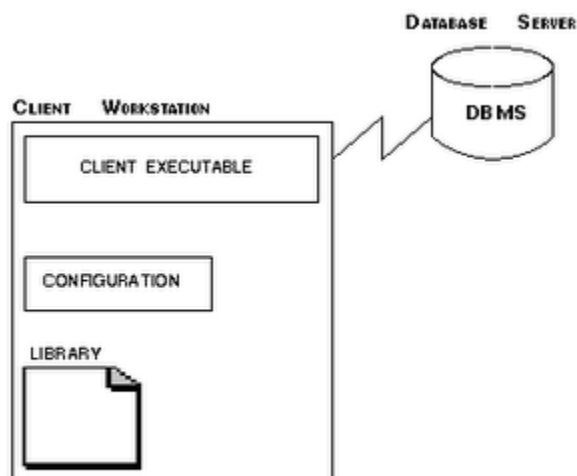 DATABASE SERVER
DBMS
CLIENT WORKSTATION
CLIENT EXECUTABLE
CONFIGURATION
LIBRARY